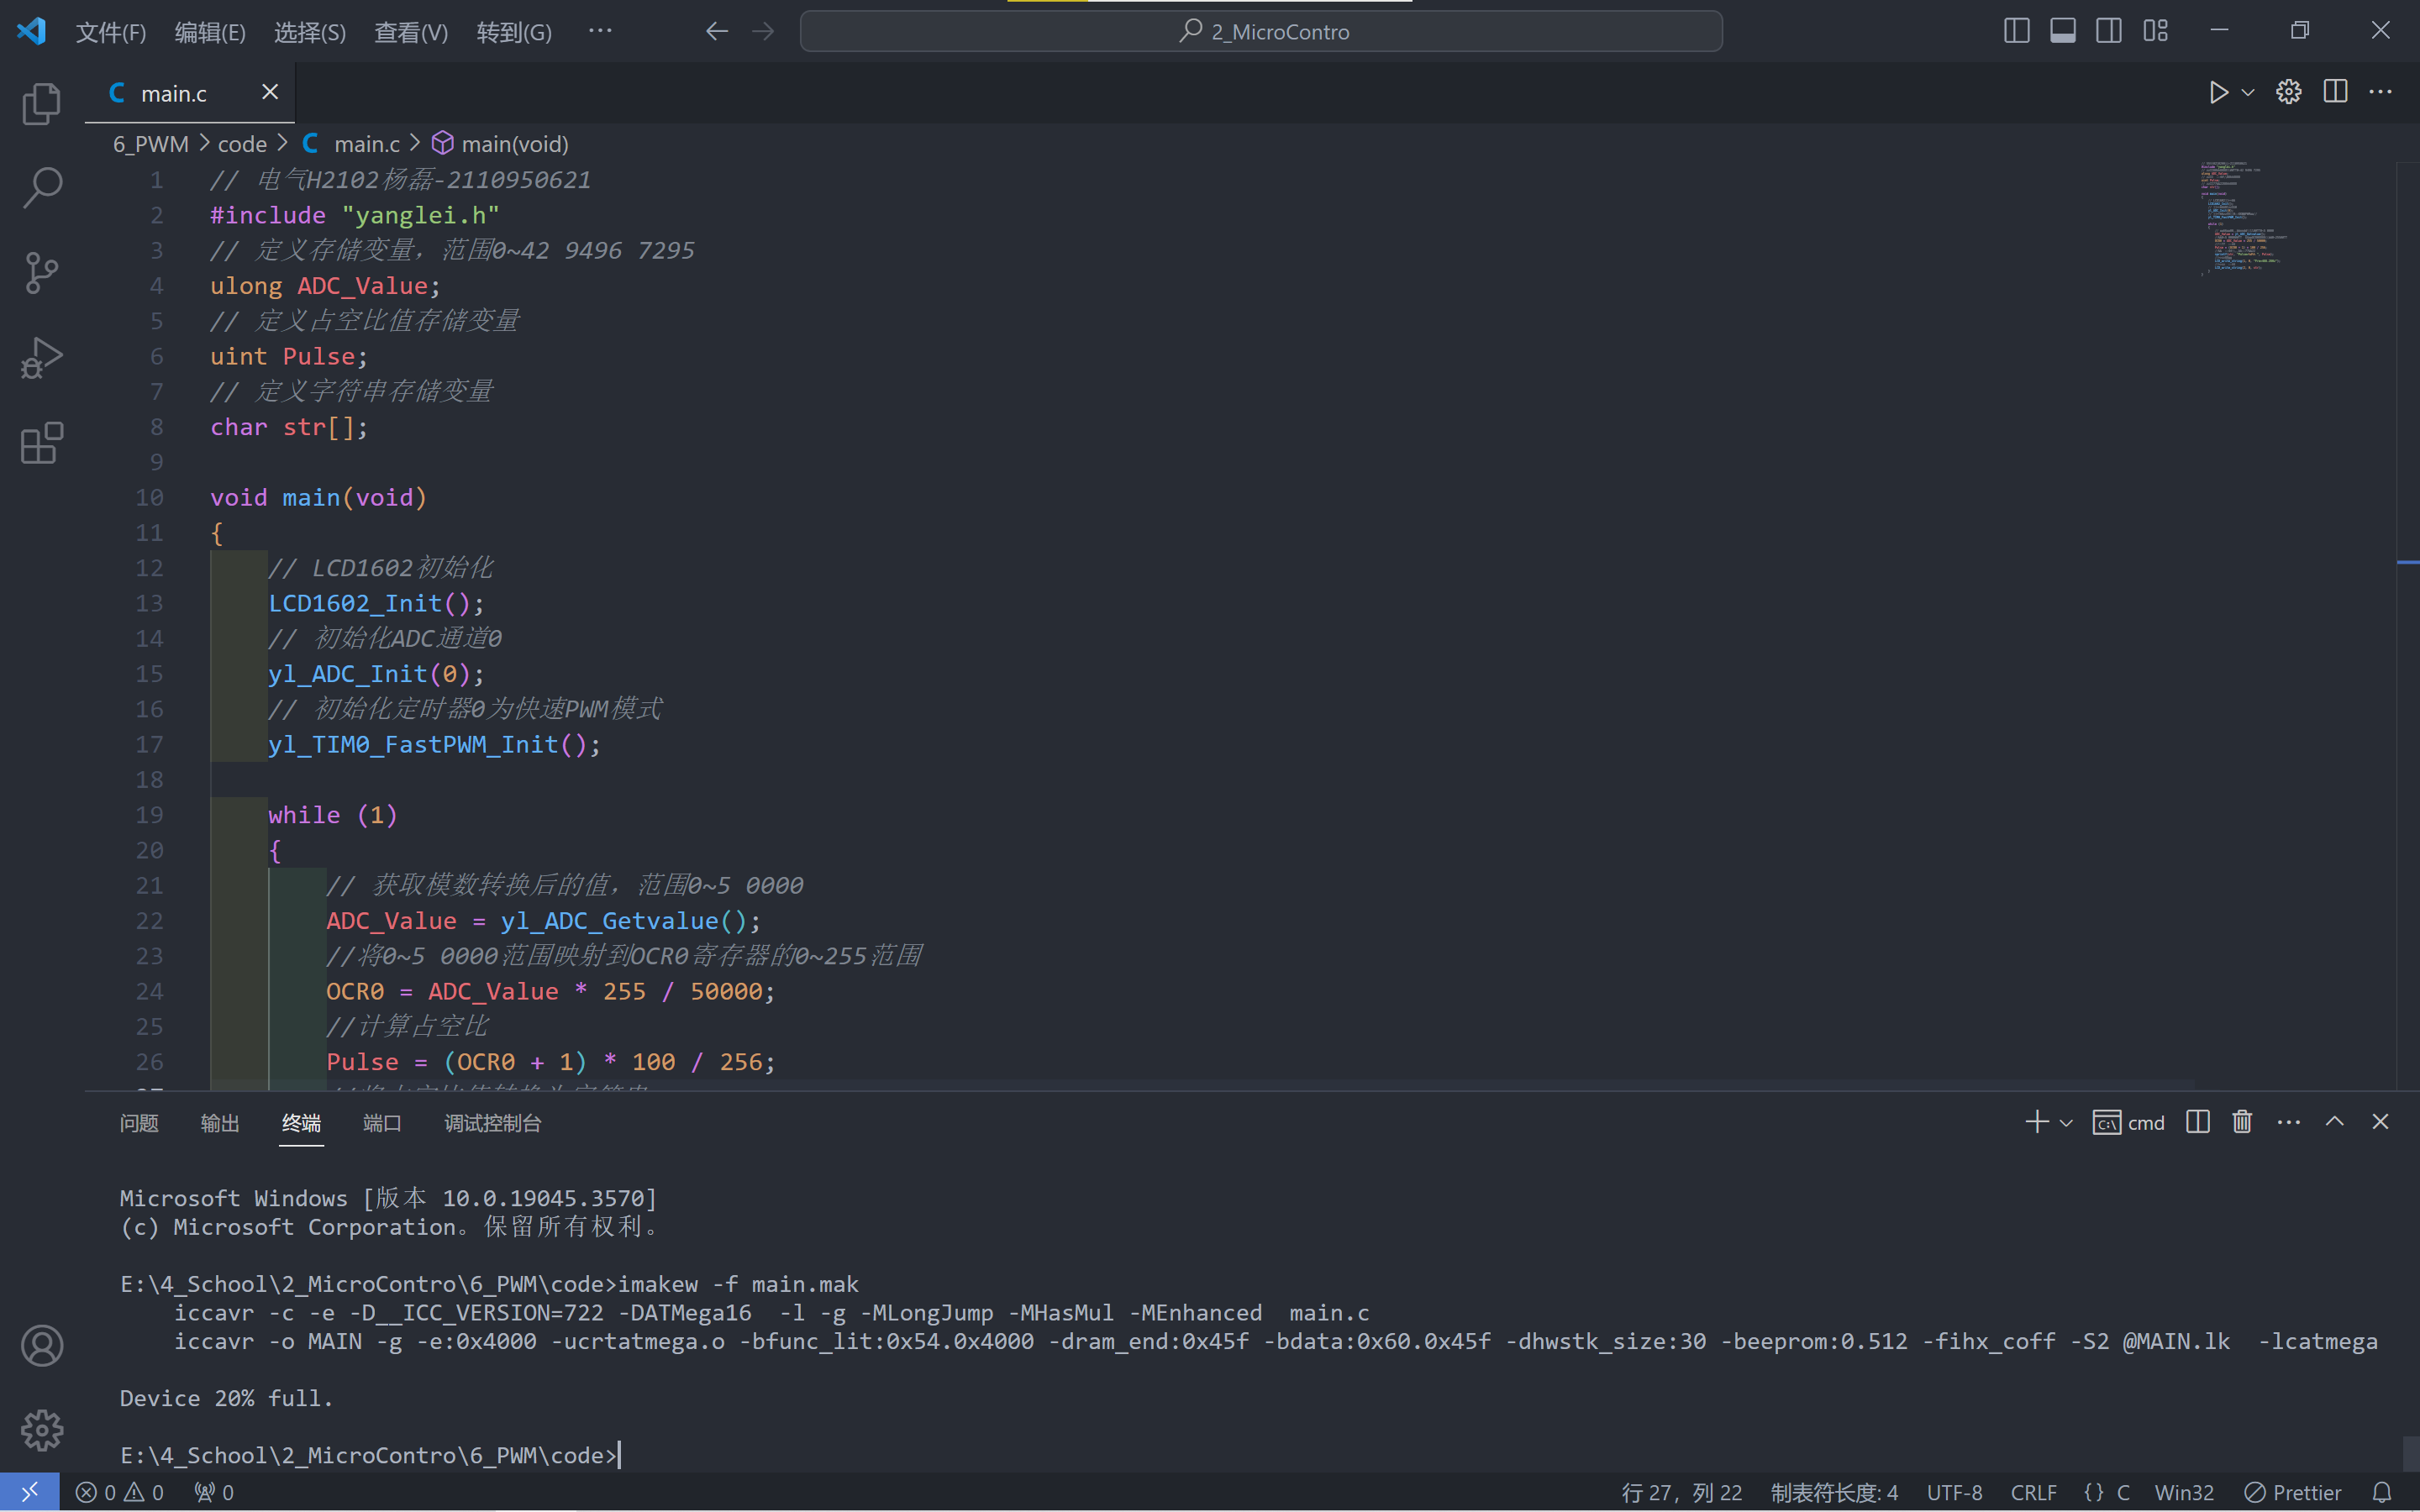 文件(F) 编辑(E) 选择(S) 查看(V) 转到(G) ··· 2_MicroContro
main.c
6_PWM > code > main.c > main(void)
1 // 电气H2102杨磊-2110950621
2 #include "yanglei.h"
3 // 定义存储变量，范围0~42 9496 7295
4 ulong ADC_Value;
5 // 定义占空比值存储变量
6 uint Pulse;
7 // 定义字符串存储变量
8 char str[];
9
10 void main(void)
11 {
12 // LCD1602初始化
13 LCD1602_Init();
14 // 初始化ADC通道0
15 yl_ADC_Init(0);
16 // 初始化定时器0为快速PWM模式
17 yl_TIM0_FastPWM_Init();
18
19 while (1)
20 {
21 // 获取模数转换后的值，范围0~5 0000
22 ADC_Value = yl_ADC_Getvalue();
23 //将0~5 0000范围映射到OCR0寄存器的0~255范围
24 OCR0 = ADC_Value * 255 / 50000;
25 //计算占空比
26 Pulse = (OCR0 + 1) * 100 / 256;
问题 输出 终端 端口 调试控制台 cmd
Microsoft Windows [版本 10.0.19045.3570]
(c) Microsoft Corporation。保留所有权利。
E:\4_School\2_MicroContro\6_PWM\code>imakew -f main.mak
iccavr -c -e -D__ICC_VERSION=722 -DATMega16  -l -g -MLongJump -MHasMul -MEnhanced  main.c
iccavr -o MAIN -g -e:0x4000 -ucrtatmega.o -bfunc_lit:0x54.0x4000 -dram_end:0x45f -bdata:0x60.0x45f -dhwstk_size:30 -beeprom:0.512 -fihx_coff -S2 @MAIN.lk  -lcatmega
Device 20% full.
E:\4_School\2_MicroContro\6_PWM\code>
0 0 0 行 27，列 22 制表符长度: 4 UTF-8 CRLF {} C Win32 Prettier